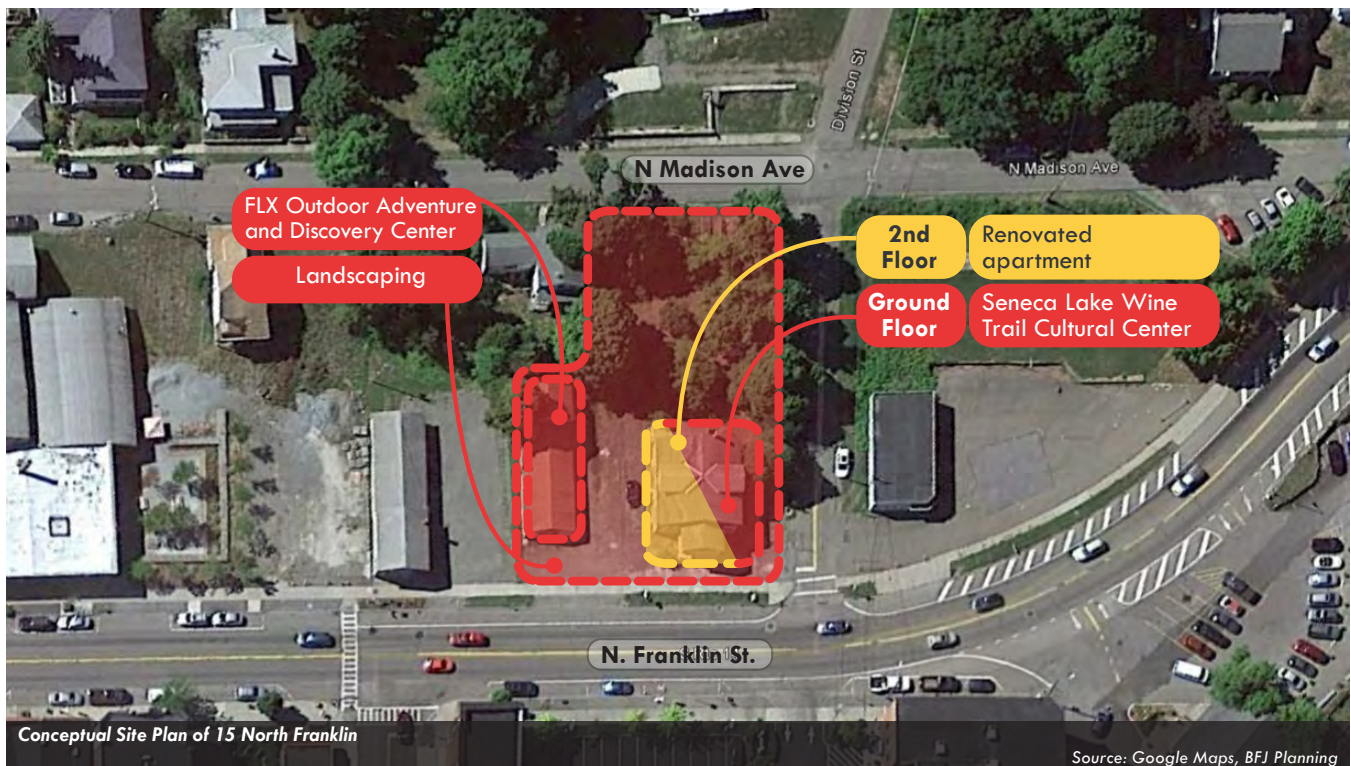 Division St
N Madison Ave
N Madison Ave
FLX Outdoor Adventure
and Discovery Center
Landscaping
2nd
Floor
Renovated
apartment
Ground
Floor
Seneca Lake Wine
Trail Cultural Center
N. Franklin St.
Conceptual Site Plan of 15 North Franklin
Source: Google Maps, BFJ Planning